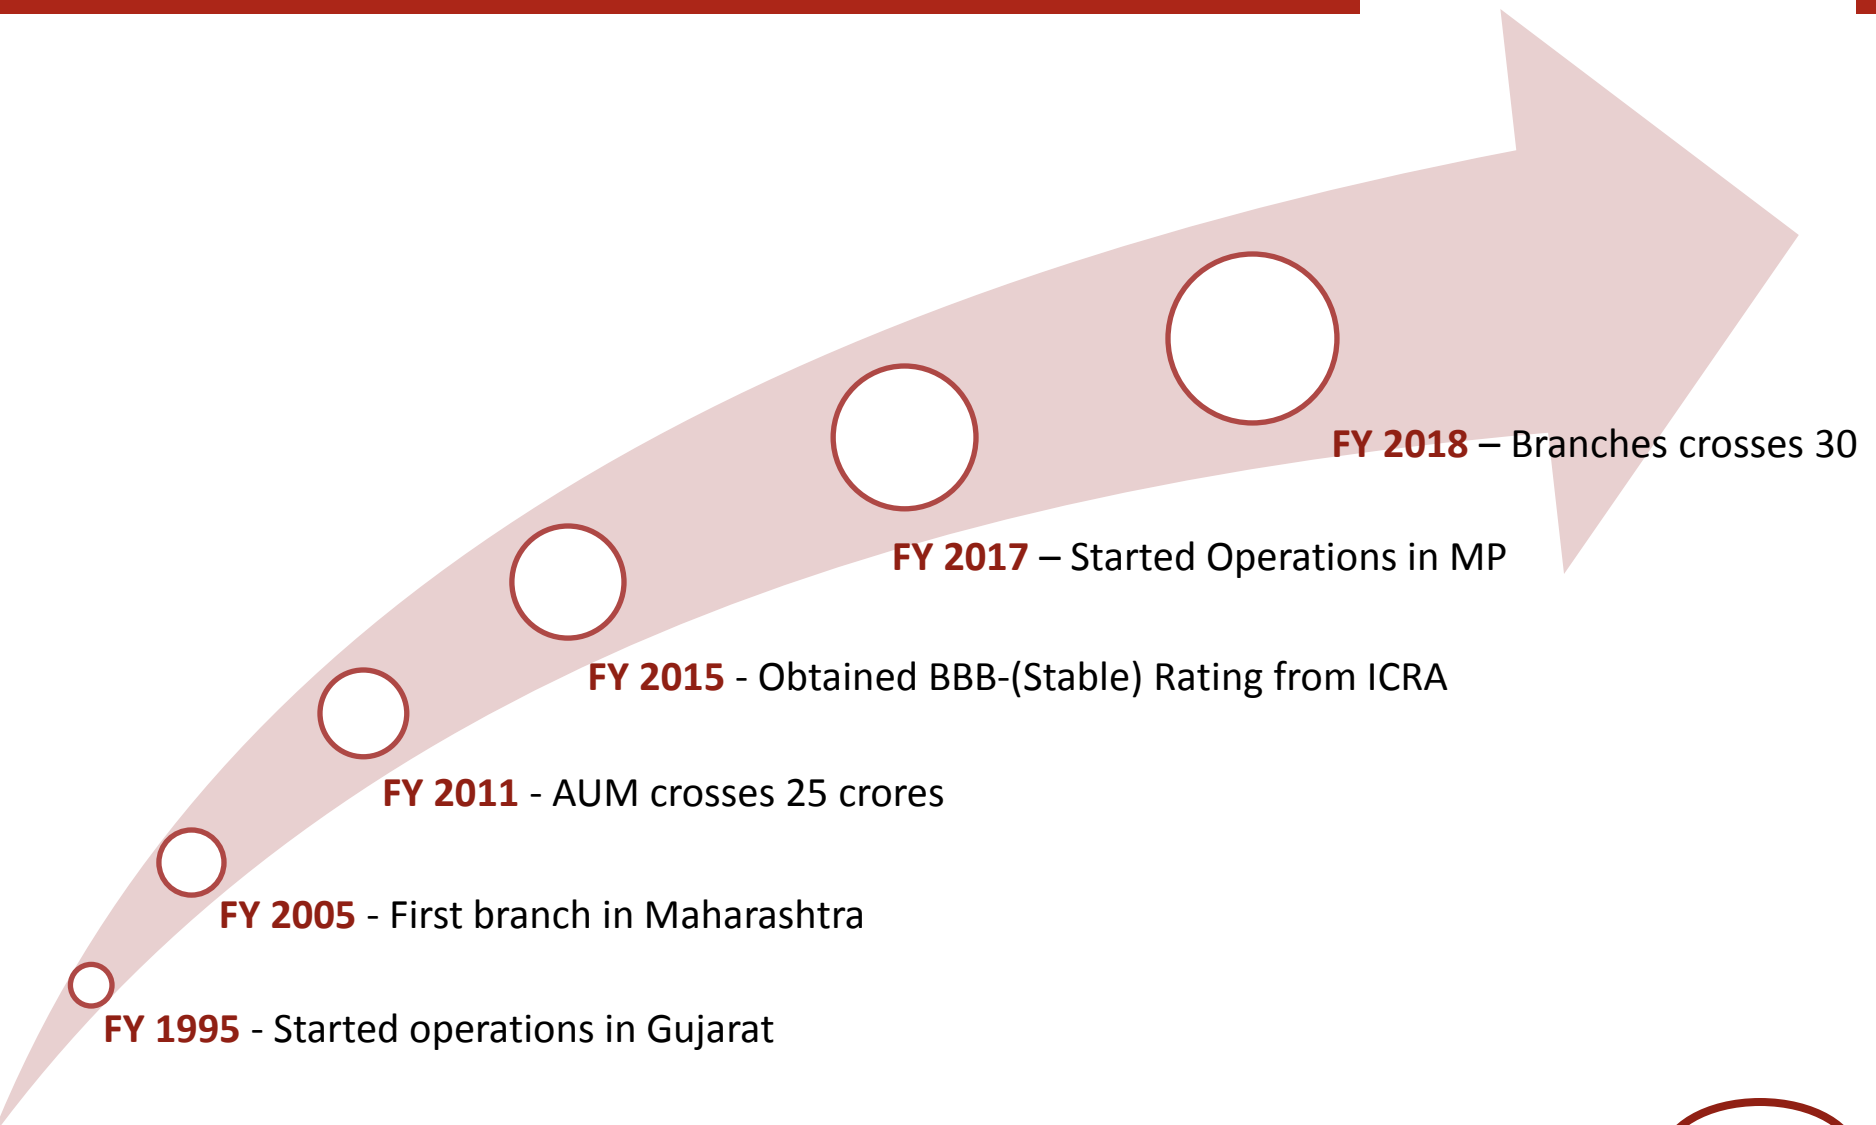 FY 2018 – Branches crosses 30
FY 2017 – Started Operations in MP
FY 2015 - Obtained BBB-(Stable) Rating from ICRA
FY 2011 - AUM crosses 25 crores
FY 2005 - First branch in Maharashtra
FY 1995 - Started operations in Gujarat